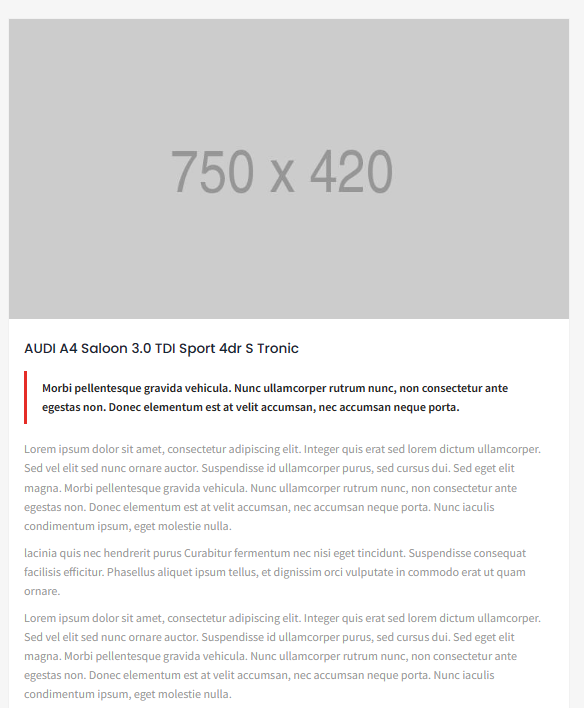 750 x 420
AUDI A4 Saloon 3.0 TDI Sport 4dr S Tronic
Morbi pellentesque gravida vehicula. Nunc ullamcorper rutrum nunc, non consectetur ante
egestas non. Donec elementum est at velit accumsan, nec accumsan neque porta.
Lorem ipsum dolor sit amet, consectetur adipiscing elit. Integer quis erat sed lorem dictum ullamcorper.
Sed vel elit sed nunc ornare auctor. Suspendisse id ullamcorper purus, sed cursus dui. Sed eget elit
magna. Morbi pellentesque gravida vehicula. Nunc ullamcorper rutrum nunc, non consectetur ante
egestas non. Donec elementum est at velit accumsan, nec accumsan neque porta. Nunc iaculis
condimentum ipsum, eget molestie nulla.
lacinia quis nec hendrerit purus Curabitur fermentum nec nisi eget tincidunt. Suspendisse consequat
facilisis efficitur. Phasellus aliquet ipsum tellus, et dignissim orci vulputate in commodo erat ut quam
ornare.
Lorem ipsum dolor sit amet, consectetur adipiscing elit. Integer quis erat sed lorem dictum ullamcorper.
Sed vel elit sed nunc ornare auctor. Suspendisse id ullamcorper purus, sed cursus dui. Sed eget elit
magna. Morbi pellentesque gravida vehicula. Nunc ullamcorper rutrum nunc, non consectetur ante
egestas non. Donec elementum est at velit accumsan, nec accumsan neque porta. Nunc iaculis
condimentum ipsum, eget molestie nulla.